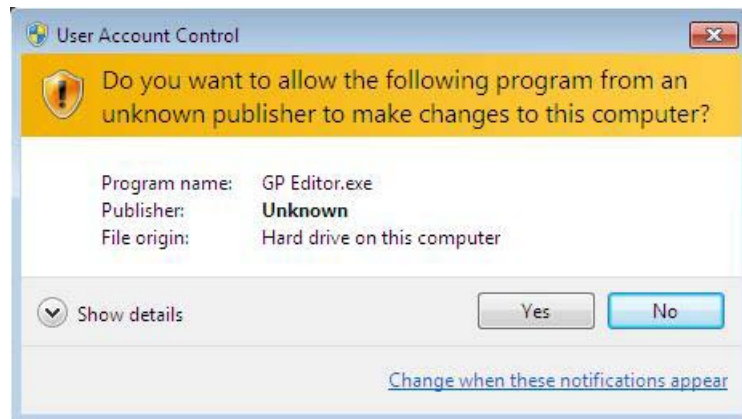 User Account Control
Do you want to allow the following program from an
unknown publisher to make changes to this computer?
Program name: GP Editor.exe
Publisher: Unknown
File origin: Hard drive on this computer
Show details
Yes No
Change when these notifications appear